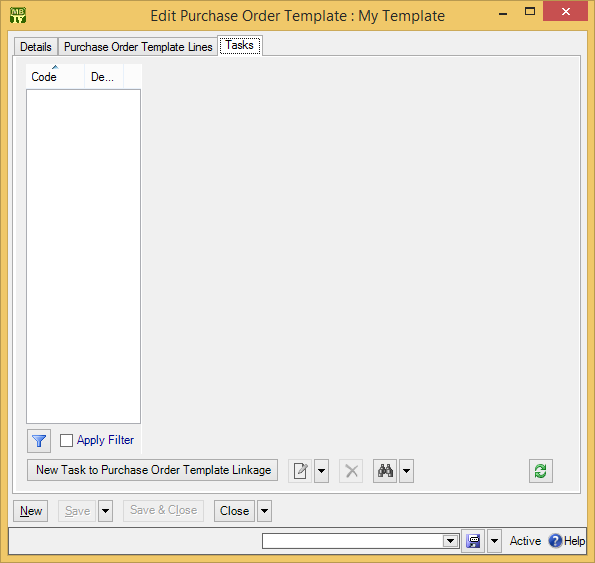 MB
TY
Edit Purchase Order Template : My Template
Details
Purchase Order Template Lines
Tasks
Code
De...
Apply Filter
New Task to Purchase Order Template Linkage
New
Save
Save & Close
Close
Active
Help